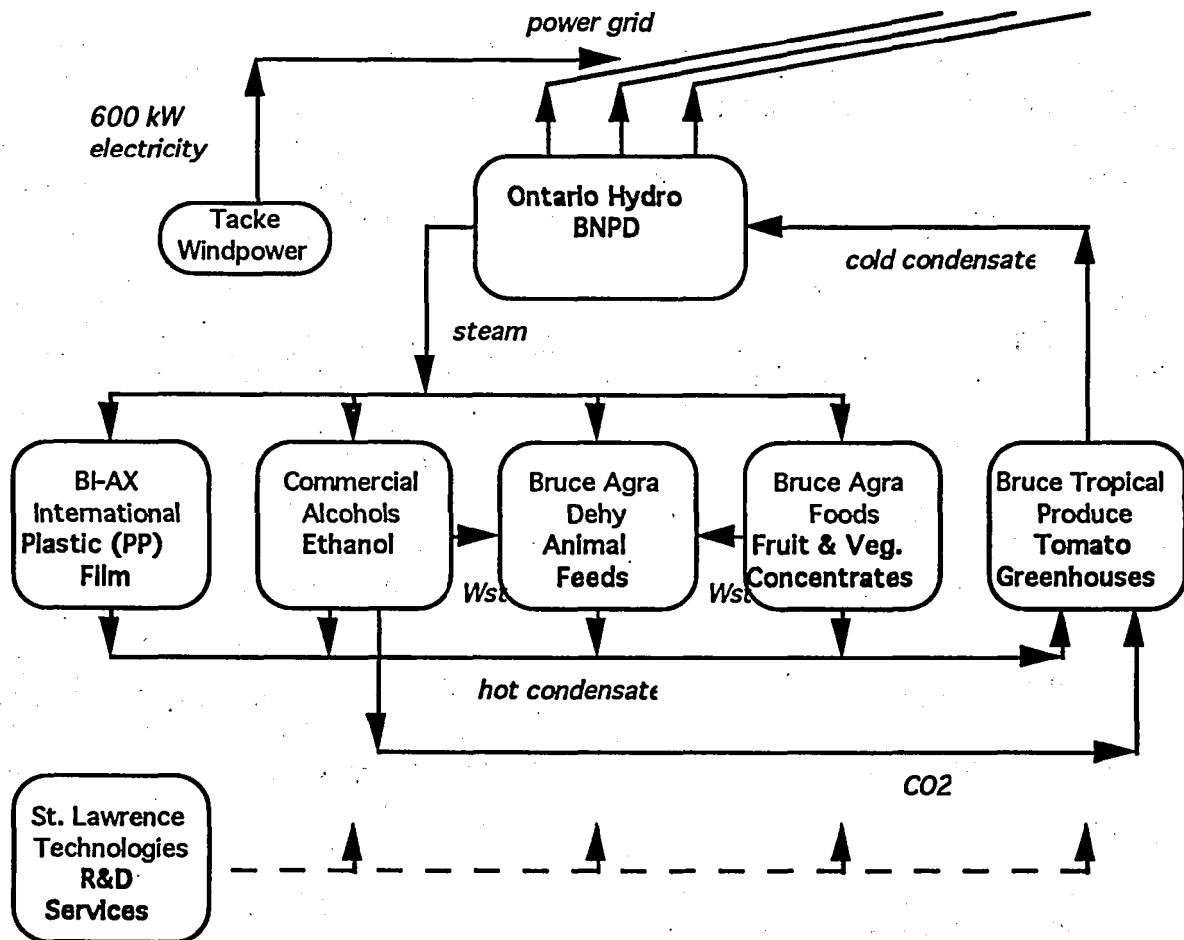 power grid
600 kW
electricity
Tacke
Windpower
Ontario Hydro
BNPD
cold condensate
steam
BI-AX
International
Plastic (PP)
Film
Commercial
Alcohols
Ethanol
Bruce Agra
Dehy
Animal
Feeds
Bruce Agra
Foods
Fruit & Veg.
Concentrates
Bruce Tropical
Produce
Tomato
Greenhouses
Wst
Wst
hot condensate
CO2
St. Lawrence
Technologies
R&D
Services